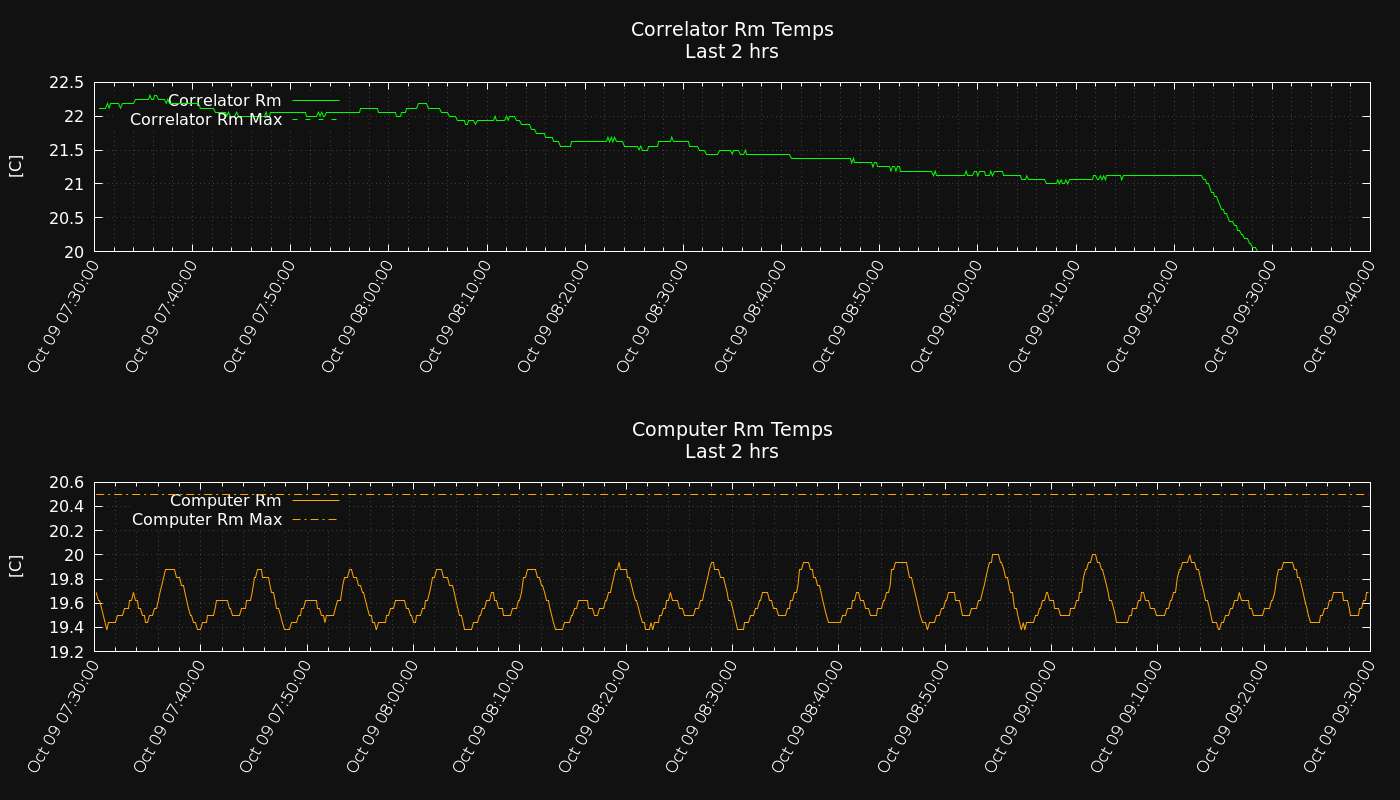 Correlator Rm Temps
Last 2 hrs
22.5
22
21.5
21
20.5
20
[C]
Correlator Rm
Correlator Rm Max
Oct 09 07:30:00
Oct 09 07:40:00
Oct 09 07:50:00
Oct 09 08:00:00
Oct 09 08:10:00
Oct 09 08:20:00
Oct 09 08:30:00
Oct 09 08:40:00
Oct 09 08:50:00
Oct 09 09:00:00
Oct 09 09:10:00
Oct 09 09:20:00
Oct 09 09:30:00
Oct 09 09:40:00
Computer Rm Temps
Last 2 hrs
20.6
20.4
20.2
20
19.8
19.6
19.4
19.2
[C]
Computer Rm
Computer Rm Max
Oct 09 07:30:00
Oct 09 07:40:00
Oct 09 07:50:00
Oct 09 08:00:00
Oct 09 08:10:00
Oct 09 08:20:00
Oct 09 08:30:00
Oct 09 08:40:00
Oct 09 08:50:00
Oct 09 09:00:00
Oct 09 09:10:00
Oct 09 09:20:00
Oct 09 09:30:00